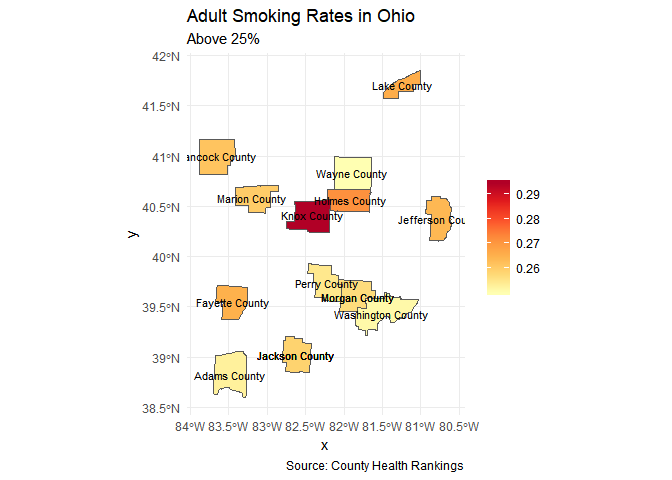 Adult Smoking Rates in Ohio
Above 25%
42°N
41.5°N
41°N
40.5°N
40°N
39.5°N
39°N
38.5°N
y
Lake County
ancock County
Wayne County
Marion County
Holmes County
Knox County
Jefferson Cou
Perry County
Morgan County
Fayette County
Washington County
Jackson County
Adams County
0.29
0.28
0.27
0.26
84°W 83.5°W 83°W 82.5°W 82°W 81.5°W 81°W 80.5°W
x
Source: County Health Rankings